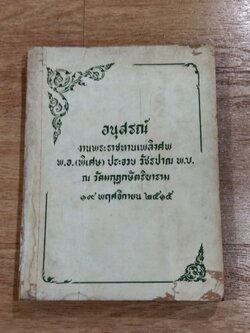 อนุสรณ์
งานพระราชทานเพลิงศพ
พ.อ.(พิเศษ) ประอวบ วัชรปาณ พ.บ.
ณ วัดมกุฏกษัตริยาราม
๑๙ พฤศจิกายน ๒๕๑๕